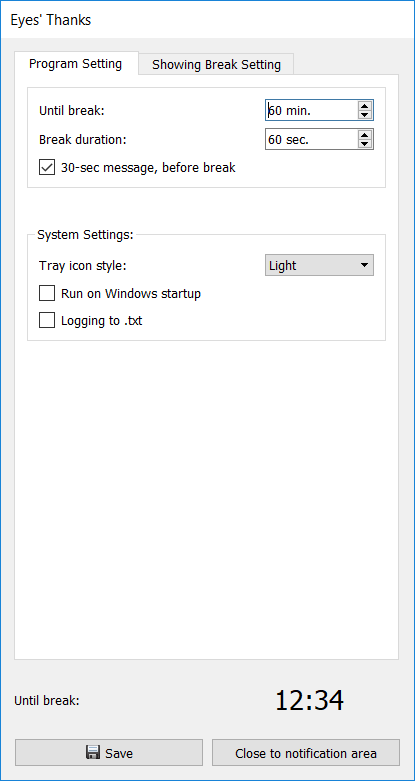 Eyes' Thanks
Program Setting Showing Break Setting
Until break: 60 min.
Break duration: 60 sec.
30-sec message, before break
System Settings:
Tray icon style: Light
Run on Windows startup
Logging to .txt
Until break: 12:34
Save Close to notification area